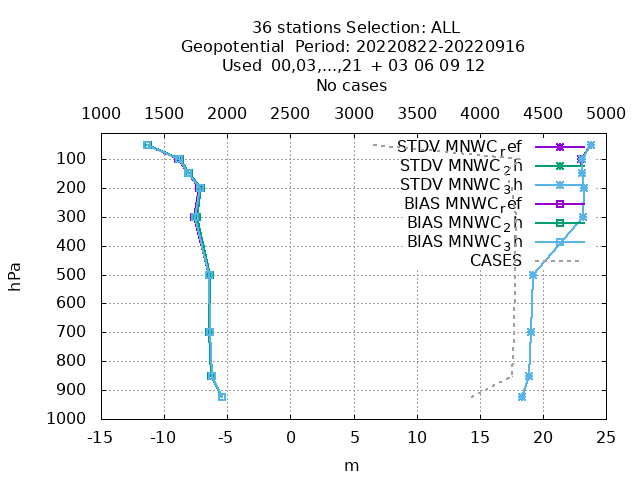 36 stations Selection: ALL
Geopotential  Period: 20220822-20220916
Used  00,03,...,21  + 03 06 09 12
No cases
1000 1500 2000 2500 3000 3500 4000 4500 5000
STDV MNWC_ref
STDV MNWC_2h
STDV MNWC_3h
BIAS MNWC_ref
BIAS MNWC_2h
BIAS MNWC_3h
CASES
hPa
100
200
300
400
500
600
700
800
900
1000
-15 -10 -5 0 5 10 15 20 25
m